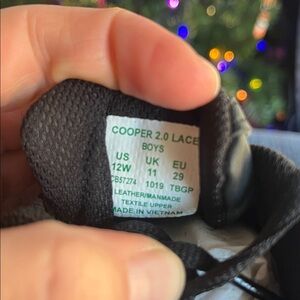 COOPER 2.0 LACE
BOYS
US UK EU
12W 11 29
CB57274 1019 TBGP
LEATHER/MANMADE
TEXTILE UPPER
MADE IN VIETNAM